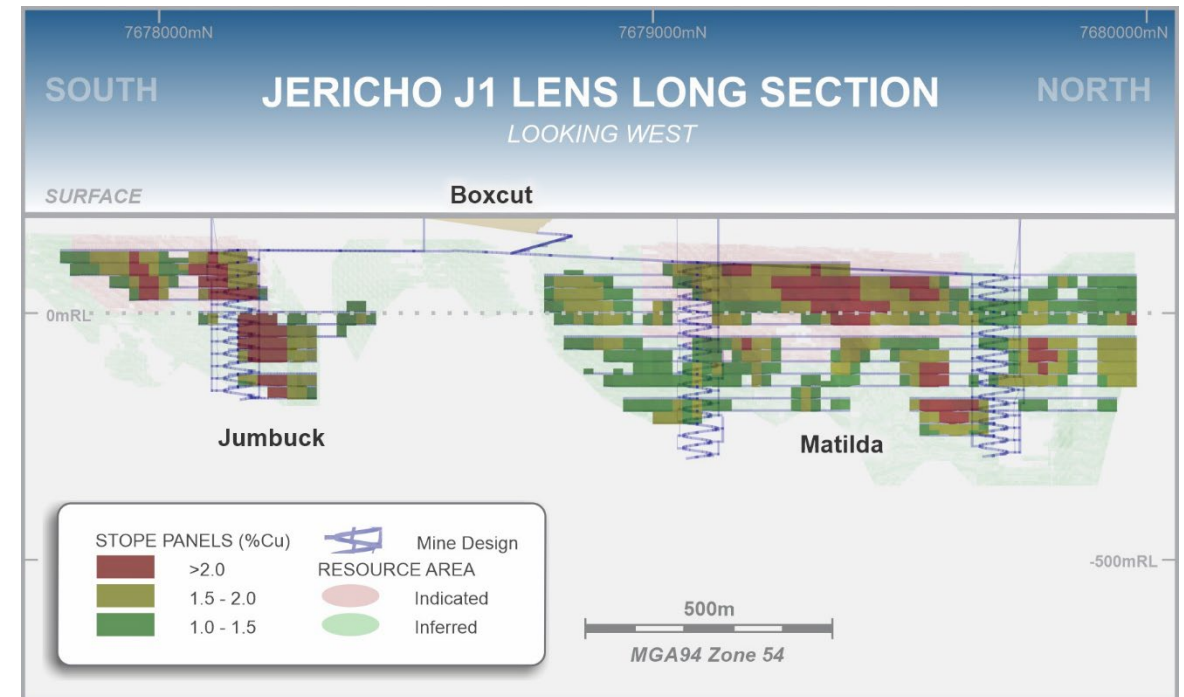 7678000mN 7679000mN 7680000mN
SOUTH JERICHO J1 LENS LONG SECTION NORTH
LOOKING WEST
SURFACE
Boxcut
0mRL
Jumbuck
Matilda
STOPE PANELS (%Cu)
>2.0
1.5 - 2.0
1.0 - 1.5
Mine Design
RESOURCE AREA
Indicated
Inferred
-500mRL
500m
MGA94 Zone 54